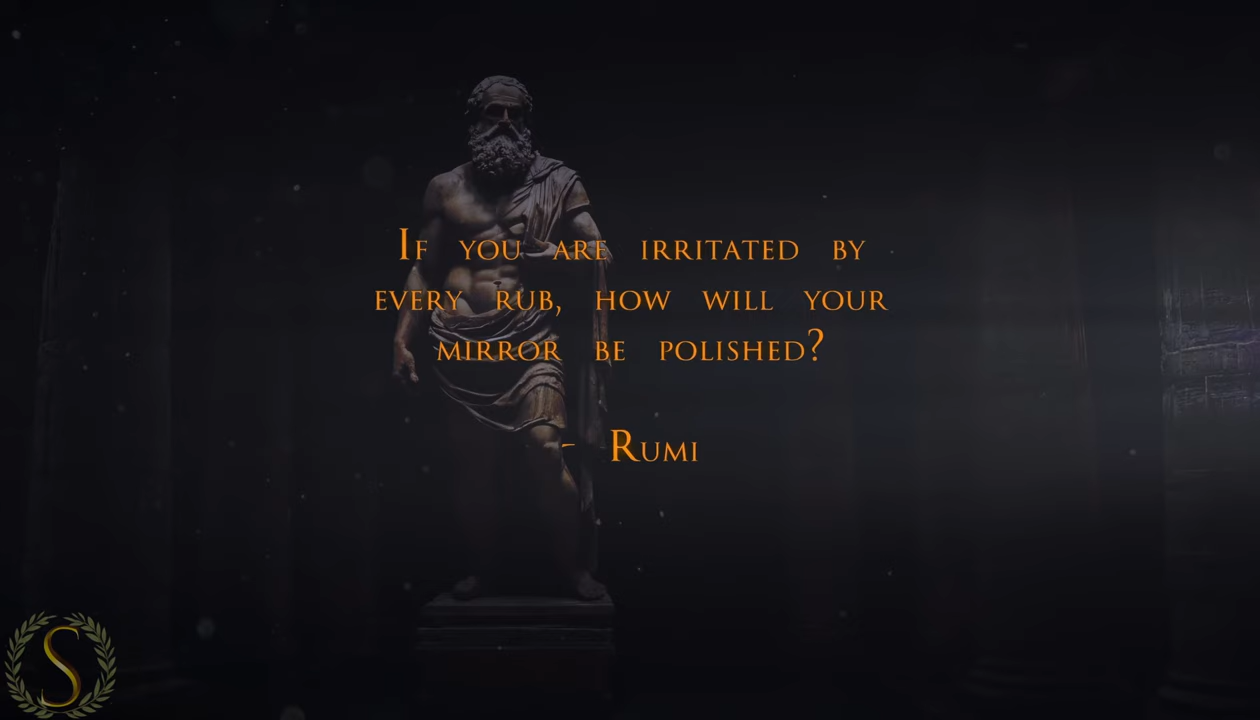 If you are irritated by
every rub, how will your
mirror be polished?
- Rumi
S